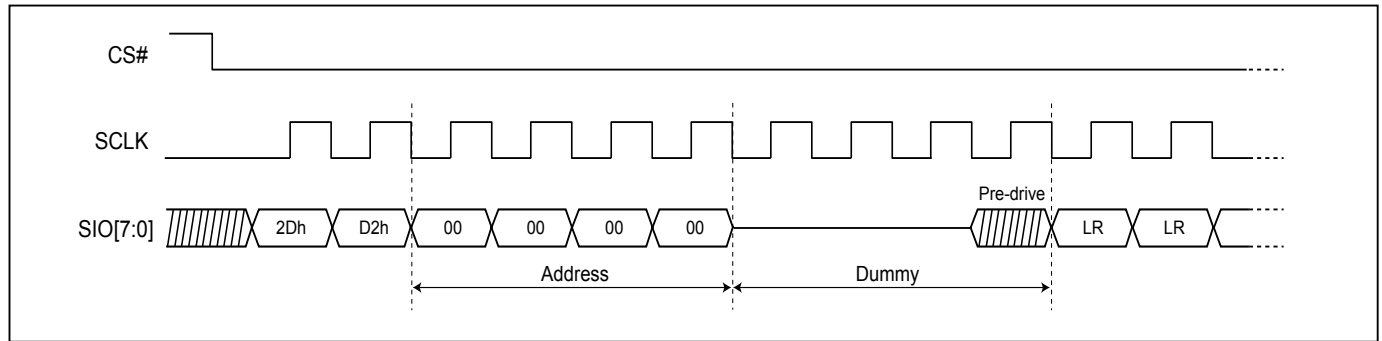 CS#
SCLK
Pre-drive
SIO[7:0] 2Dh D2h 00 00 00 00 LR LR
Address Dummy